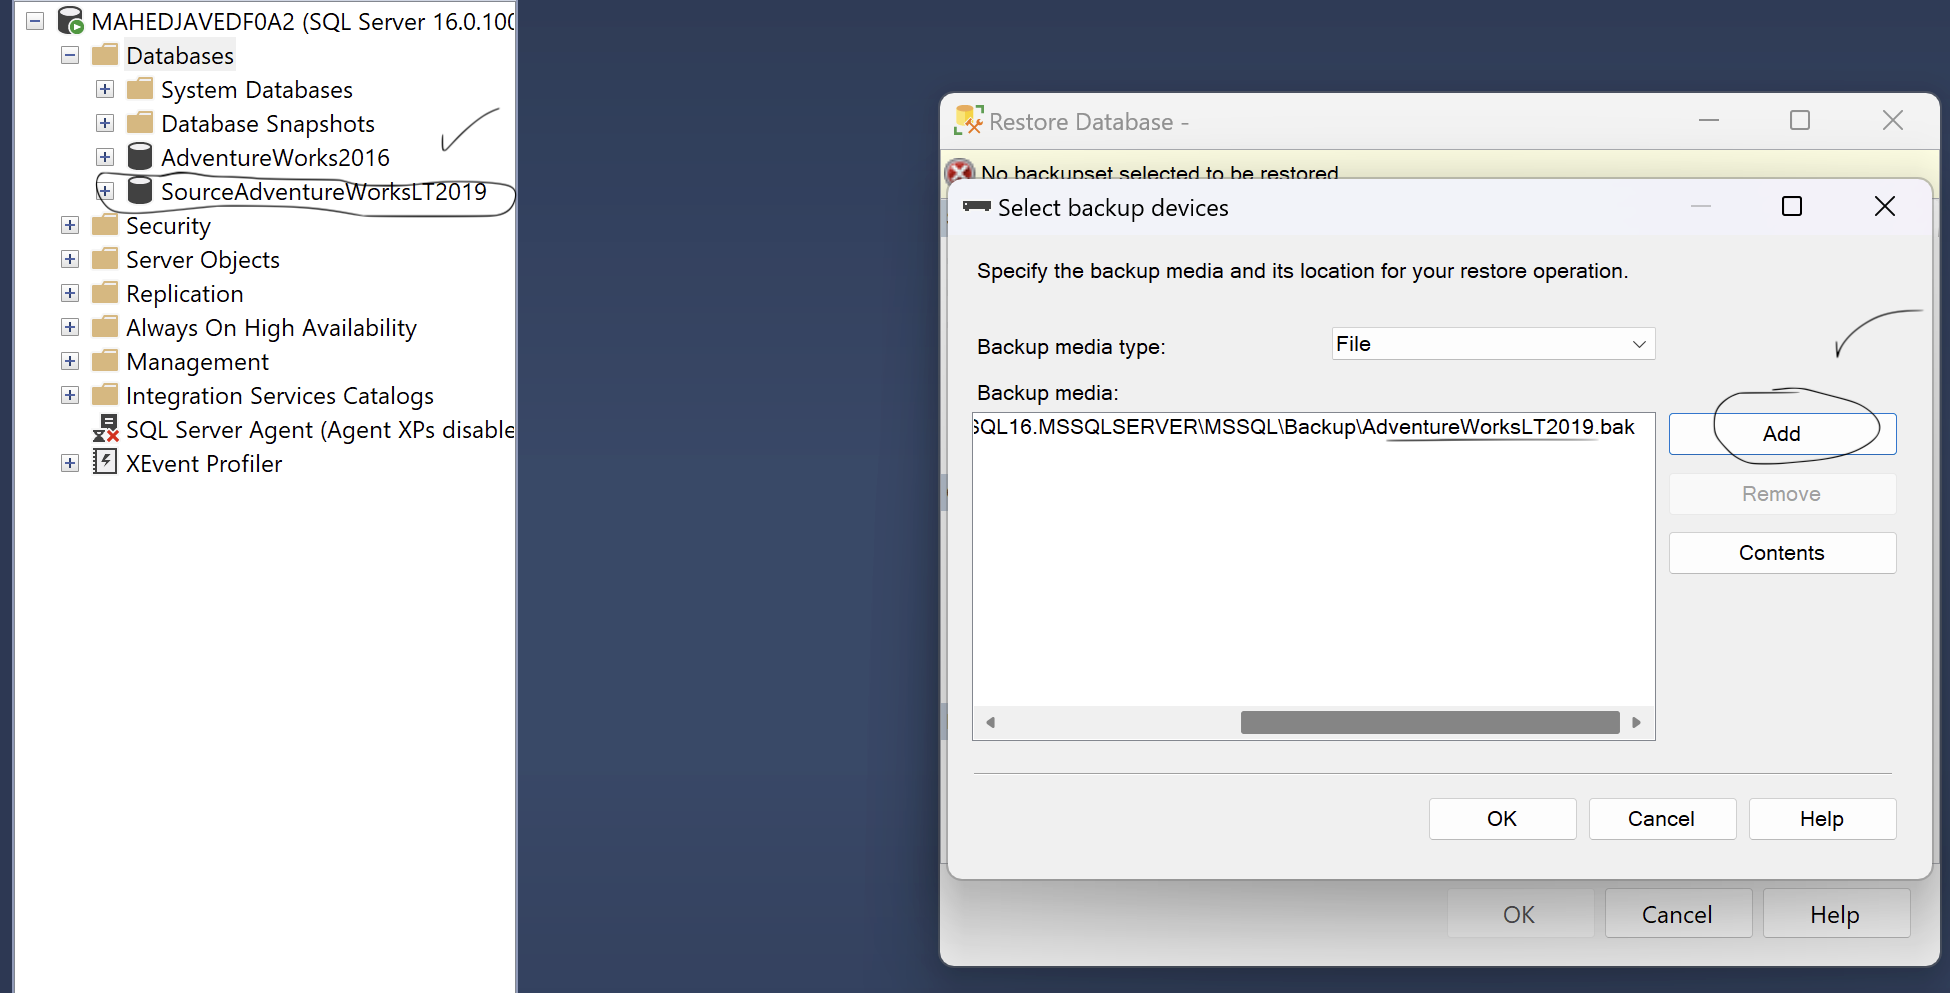 MAHEDJAVEDF0A2 (SQL Server 16.0.100
Databases
System Databases
Database Snapshots
AdventureWorks2016
SourceAdventureWorksLT2019
Security
Server Objects
Replication
Always On High Availability
Management
Integration Services Catalogs
SQL Server Agent (Agent XPs disable
XEvent Profiler
Restore Database -
No backupset selected to be restored
Select backup devices
Specify the backup media and its location for your restore operation.
Backup media type:
File
Backup media:
SQL16.MSSQLSERVER\MSSQL\Backup\AdventureWorksLT2019.bak
Add
Remove
Contents
OK
Cancel
Help
OK
Cancel
Help